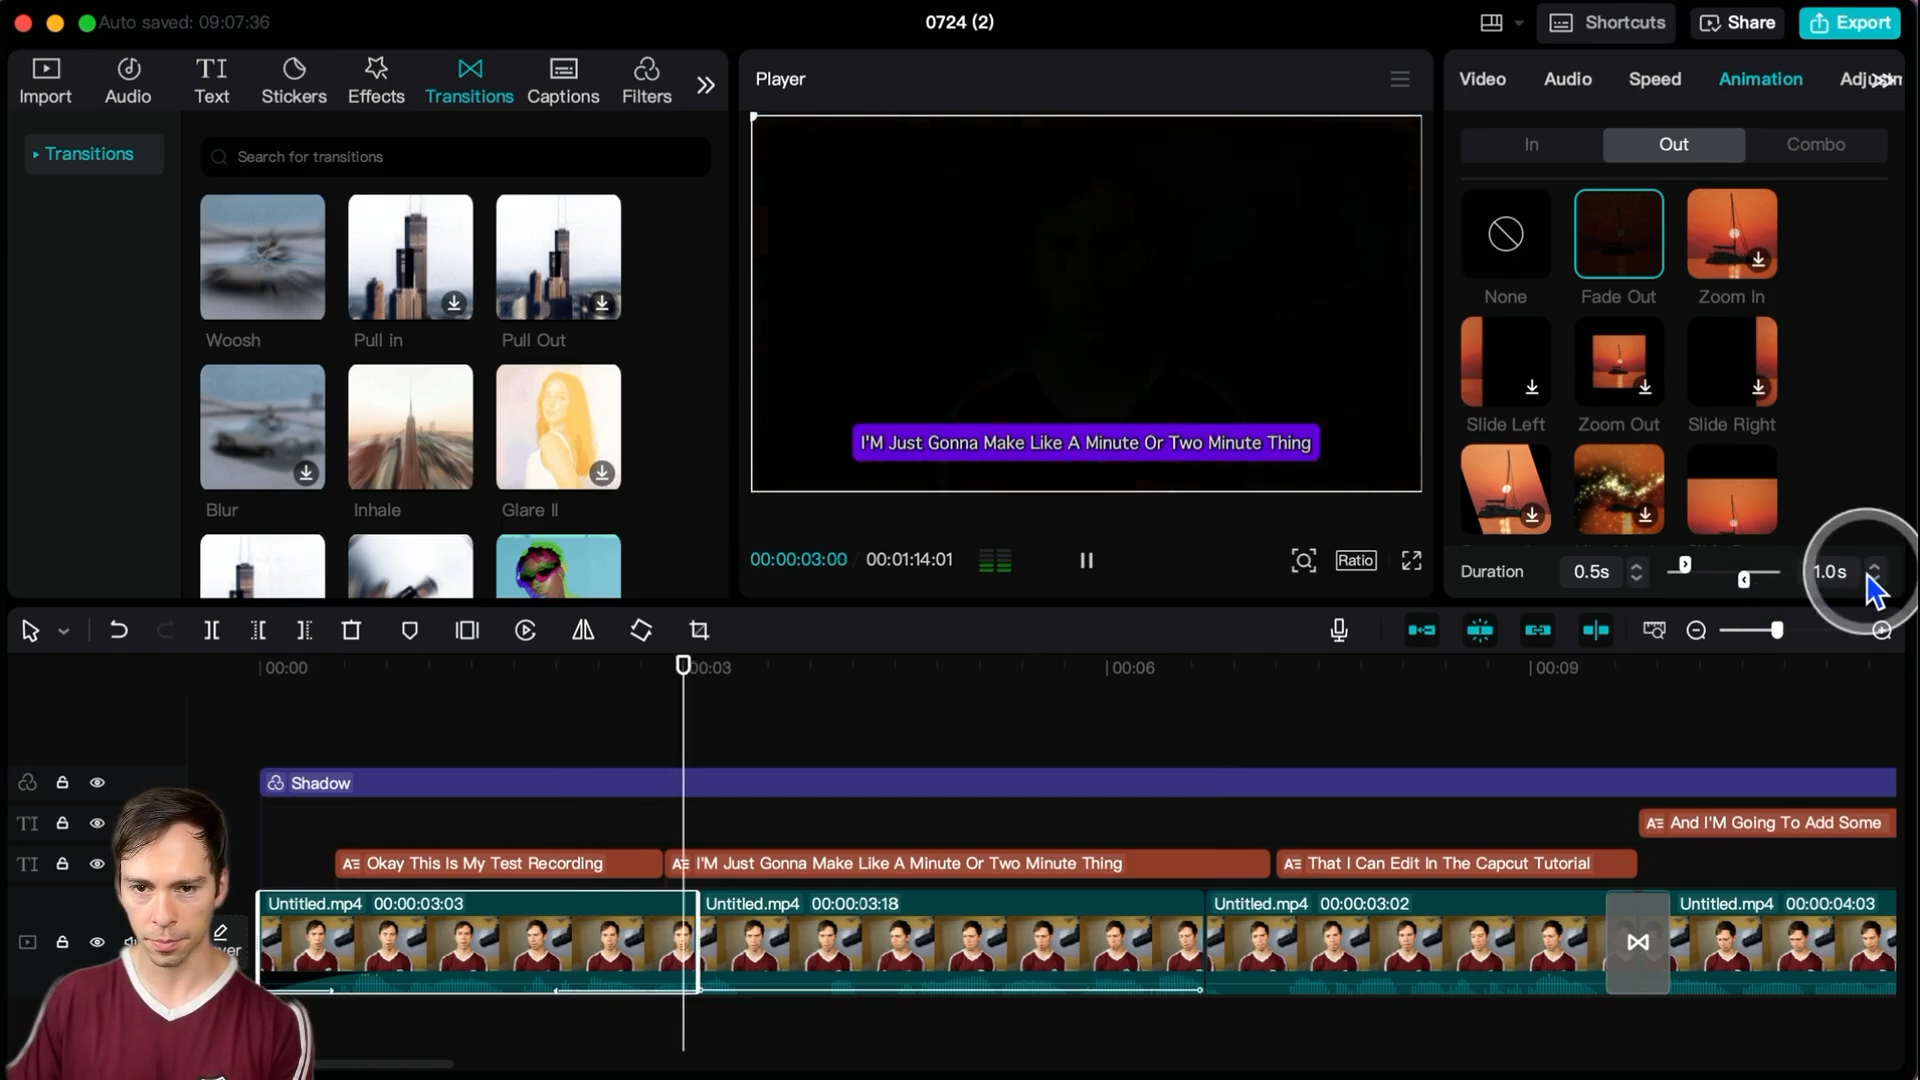 Auto saved: 09:07:36
0724 (2)
Shortcuts
Share
Export
Import
Audio
Text
Stickers
Effects
Transitions
Captions
Filters
Player
Video
Audio
Speed
Animation
Transitions
Search for transitions
In
Out
Combo
Woosh
Pull in
Pull Out
Blur
Inhale
Glare II
None
Fade Out
Zoom In
Slide Left
Zoom Out
Slide Right
I'M Just Gonna Make Like A Minute Or Two Minute Thing
00:00:03:00 / 00:01:14:01
Ratio
Duration
0.5s
1.0s
00:00
00:03
00:06
00:09
Shadow
And I'M Going To Add Some
Okay This Is My Test Recording
I'M Just Gonna Make Like A Minute Or Two Minute Thing
That I Can Edit In The Capcut Tutorial
Untitled.mp4 00:00:03:03
Untitled.mp4 00:00:03:18
Untitled.mp4 00:00:03:02
Untitled.mp4 00:00:04:03